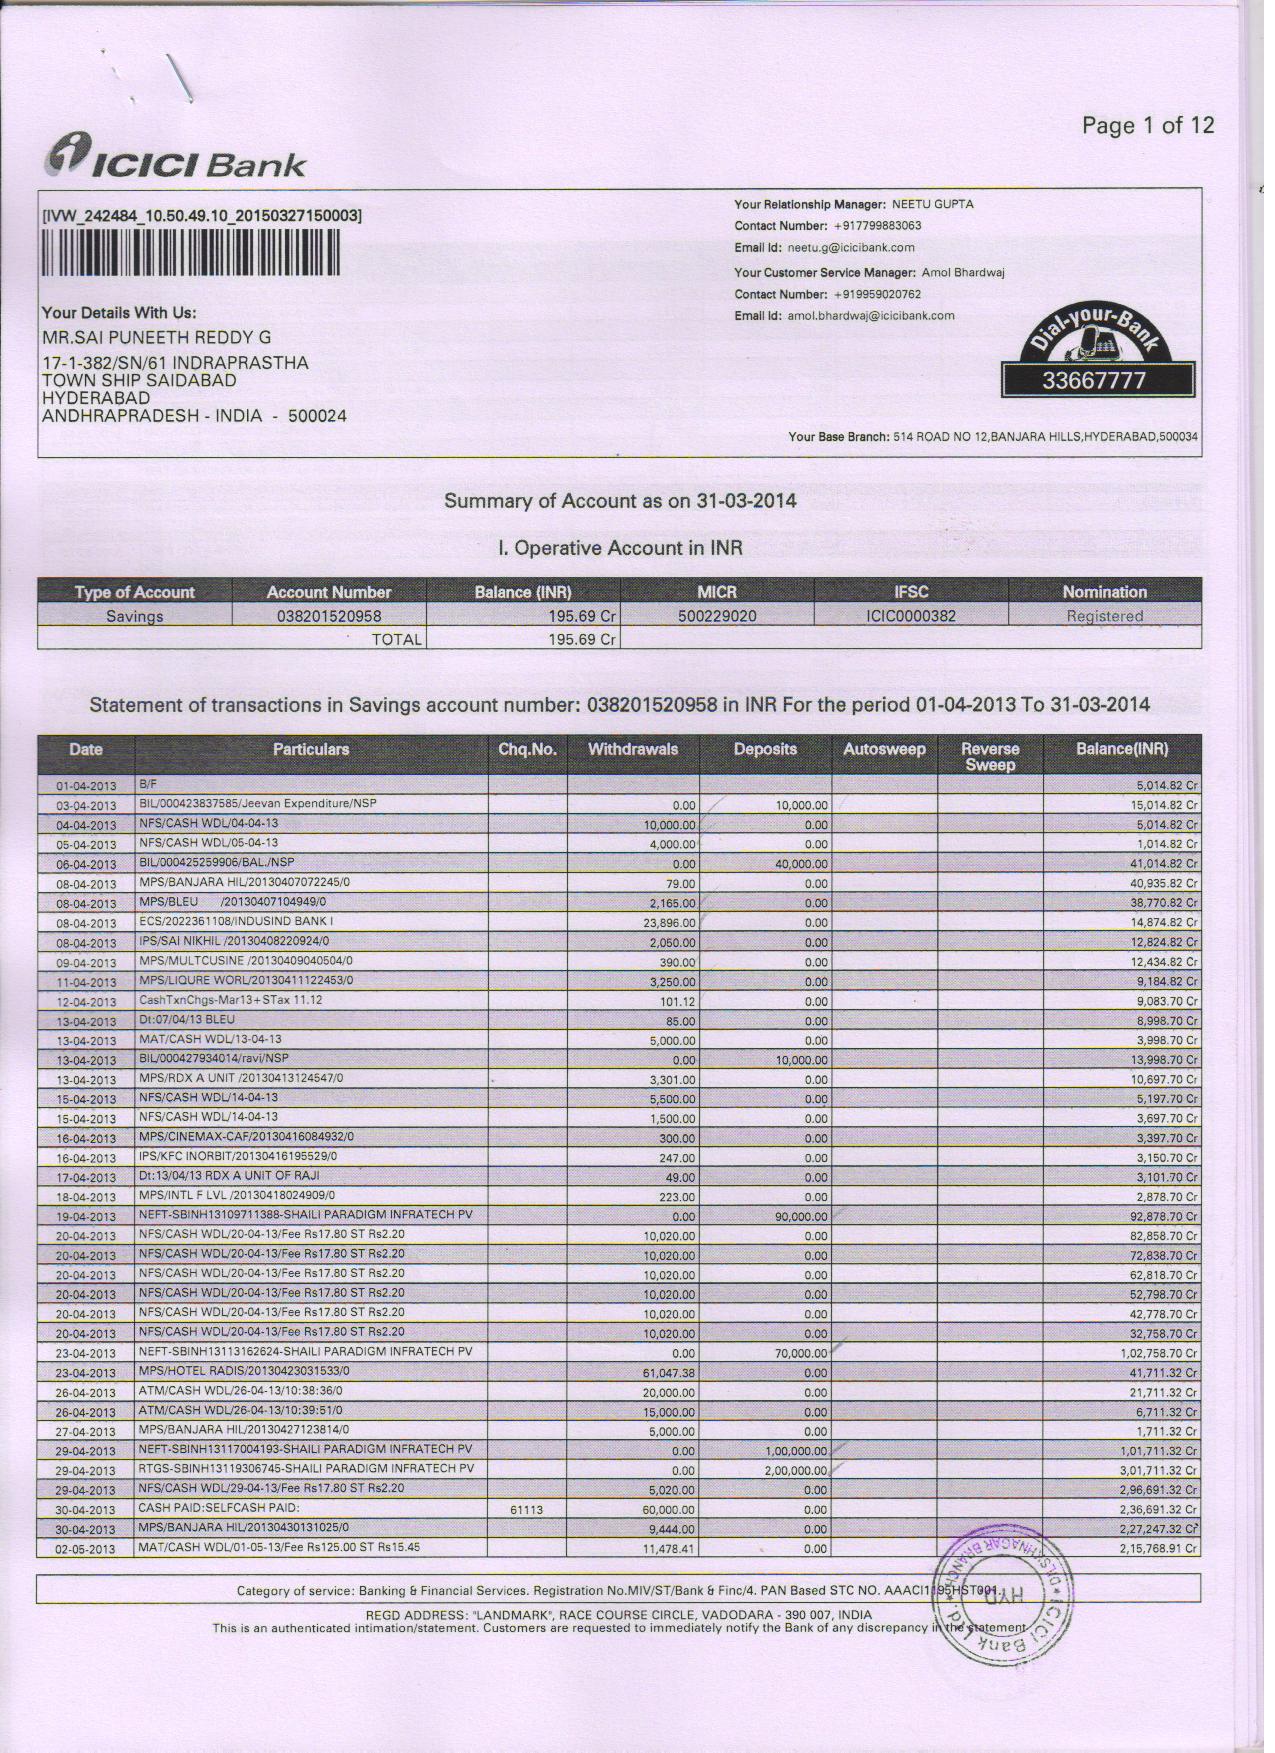 Page 1 of 12
ICICI Bank
[IVW_242484_10.50.49.10_20150327150003]
Your Details With Us:
MR.SAI PUNEETH REDDY G
17-1-382/SN/61 INDRAPRASTHA
TOWN SHIP SAIDABAD
HYDERABAD
ANDHRAPRADESH - INDIA - 500024
Your Relationship Manager: NEETU GUPTA
Contact Number: +917799883063
Email Id: neetu.g@icicibank.com
Your Customer Service Manager: Amol Bhardwaj
Contact Number: +919959020762
Email Id: amol.bhardwaj@icicibank.com
Dial-your-Bank
33667777
Your Base Branch: 514 ROAD NO 12,BANJARA HILLS,HYDERABAD,500034
Summary of Account as on 31-03-2014
I. Operative Account in INR
Type of Account Account Number Balance (INR) MICR IFSC Nomination
Savings 038201520958 195.69 Cr 500229020 ICIC0000382 Registered
TOTAL 195.69 Cr
Statement of transactions in Savings account number: 038201520958 in INR For the period 01-04-2013 To 31-03-2014
Date Particulars Chq.No. Withdrawals Deposits Autosweep Reverse Sweep Balance(INR)
01-04-2013 B/F 5,014.82 Cr
03-04-2013 BIL/000423837585/Jeevan Expenditure/NSP 0.00 10,000.00 15,014.82 Cr
04-04-2013 NFS/CASH WDL/04-04-13 10,000.00 0.00 5,014.82 Cr
05-04-2013 NFS/CASH WDL/05-04-13 4,000.00 0.00 1,014.82 Cr
06-04-2013 BIL/000425259906/BAL./NSP 0.00 40,000.00 41,014.82 Cr
08-04-2013 MPS/BANJARA HIL/20130407072245/0 79.00 0.00 40,935.82 Cr
08-04-2013 MPS/BLEU /20130407104949/0 2,165.00 0.00 38,770.82 Cr
08-04-2013 ECS/2022361108/INDUSIND BANK I 23,896.00 0.00 14,874.82 Cr
08-04-2013 IPS/SAI NIKHIL /20130408220924/0 2,050.00 0.00 12,824.82 Cr
09-04-2013 MPS/MULTCUSINE /20130409040504/0 390.00 0.00 12,434.82 Cr
11-04-2013 MPS/LIQURE WORL/20130411122453/0 3,250.00 0.00 9,184.82 Cr
12-04-2013 CashTxnChgs-Mar13+STax 11.12 101.12 0.00 9,083.70 Cr
13-04-2013 Dt:07/04/13 BLEU 85.00 0.00 8,998.70 Cr
13-04-2013 MAT/CASH WDL/13-04-13 5,000.00 0.00 3,998.70 Cr
13-04-2013 BIL/000427934014/ravi/NSP 0.00 10,000.00 13,998.70 Cr
13-04-2013 MPS/RDX A UNIT /20130413124547/0 3,301.00 0.00 10,697.70 Cr
15-04-2013 NFS/CASH WDL/14-04-13 5,500.00 0.00 5,197.70 Cr
15-04-2013 NFS/CASH WDL/14-04-13 1,500.00 0.00 3,697.70 Cr
16-04-2013 MPS/CINEMAX-CAF/20130416084932/0 300.00 0.00 3,397.70 Cr
16-04-2013 IPS/KFC INORBIT/20130416195529/0 247.00 0.00 3,150.70 Cr
17-04-2013 Dt:13/04/13 RDX A UNIT OF RAJI 49.00 0.00 3,101.70 Cr
18-04-2013 MPS/INTL F LVL /20130418024909/0 223.00 0.00 2,878.70 Cr
19-04-2013 NEFT-SBINH13109711388-SHAILI PARADIGM INFRATECH PV 0.00 90,000.00 92,878.70 Cr
20-04-2013 NFS/CASH WDL/20-04-13/Fee Rs17.80 ST Rs2.20 10,020.00 0.00 82,858.70 Cr
20-04-2013 NFS/CASH WDL/20-04-13/Fee Rs17.80 ST Rs2.20 10,020.00 0.00 72,838.70 Cr
20-04-2013 NFS/CASH WDL/20-04-13/Fee Rs17.80 ST Rs2.20 10,020.00 0.00 62,818.70 Cr
20-04-2013 NFS/CASH WDL/20-04-13/Fee Rs17.80 ST Rs2.20 10,020.00 0.00 52,798.70 Cr
20-04-2013 NFS/CASH WDL/20-04-13/Fee Rs17.80 ST Rs2.20 10,020.00 0.00 42,778.70 Cr
20-04-2013 NFS/CASH WDL/20-04-13/Fee Rs17.80 ST Rs2.20 10,020.00 0.00 32,758.70 Cr
23-04-2013 NEFT-SBINH13113162624-SHAILI PARADIGM INFRATECH PV 0.00 70,000.00 1,02,758.70 Cr
23-04-2013 MPS/HOTEL RADIS/20130423031533/0 61,047.38 0.00 41,711.32 Cr
26-04-2013 ATM/CASH WDL/26-04-13/10:38:36/0 20,000.00 0.00 21,711.32 Cr
26-04-2013 ATM/CASH WDL/26-04-13/10:39:51/0 15,000.00 0.00 6,711.32 Cr
27-04-2013 MPS/BANJARA HIL/20130427123814/0 5,000.00 0.00 1,711.32 Cr
29-04-2013 NEFT-SBINH13117004193-SHAILI PARADIGM INFRATECH PV 0.00 1,00,000.00 1,01,711.32 Cr
29-04-2013 RTGS-SBINH13119306745-SHAILI PARADIGM INFRATECH PV 0.00 2,00,000.00 3,01,711.32 Cr
29-04-2013 NFS/CASH WDL/29-04-13/Fee Rs17.80 ST Rs2.20 5,020.00 0.00 2,96,691.32 Cr
30-04-2013 CASH PAID:SELFCASH PAID: 61113 60,000.00 0.00 2,36,691.32 Cr
30-04-2013 MPS/BANJARA HIL/20130430131025/0 9,444.00 0.00 2,27,247.32 Cr
02-05-2013 MAT/CASH WDL/01-05-13/Fee Rs125.00 ST Rs15.45 11,478.41 0.00 2,15,768.91 Cr
Category of service: Banking & Financial Services. Registration No.MIV/ST/Bank & Finc/4. PAN Based STC NO. AAACI1195HST001.
REGD ADDRESS: "LANDMARK", RACE COURSE CIRCLE, VADODARA - 390 007, INDIA
This is an authenticated intimation/statement. Customers are requested to immediately notify the Bank of any discrepancy in the statement
ICICI Bank Ltd.
HYD